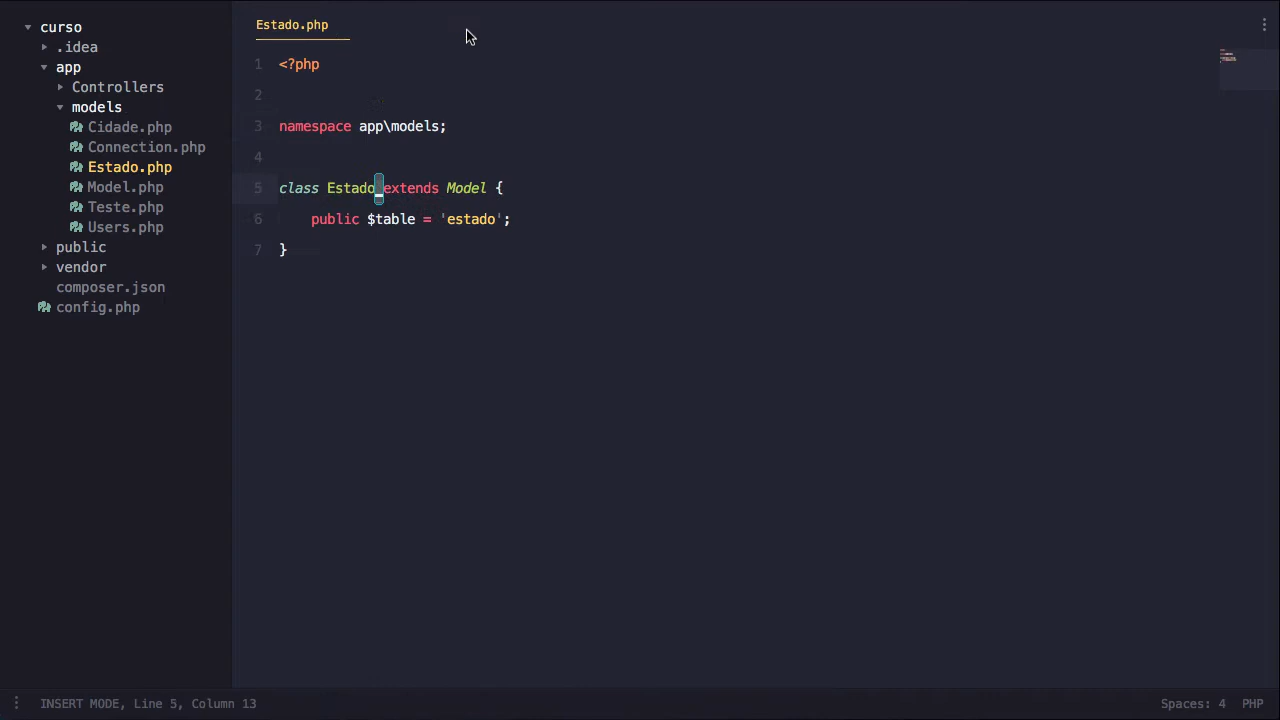 curso
.idea
app
Controllers
models
Cidade.php
Connection.php
Estado.php
Model.php
Teste.php
Users.php
public
vendor
composer.json
config.php
Estado.php
1 <?php
2
3 namespace app\models;
4
5 class Estado extends Model {
6 public $table = 'estado';
7 }
INSERT MODE, Line 5, Column 13
Spaces: 4 PHP